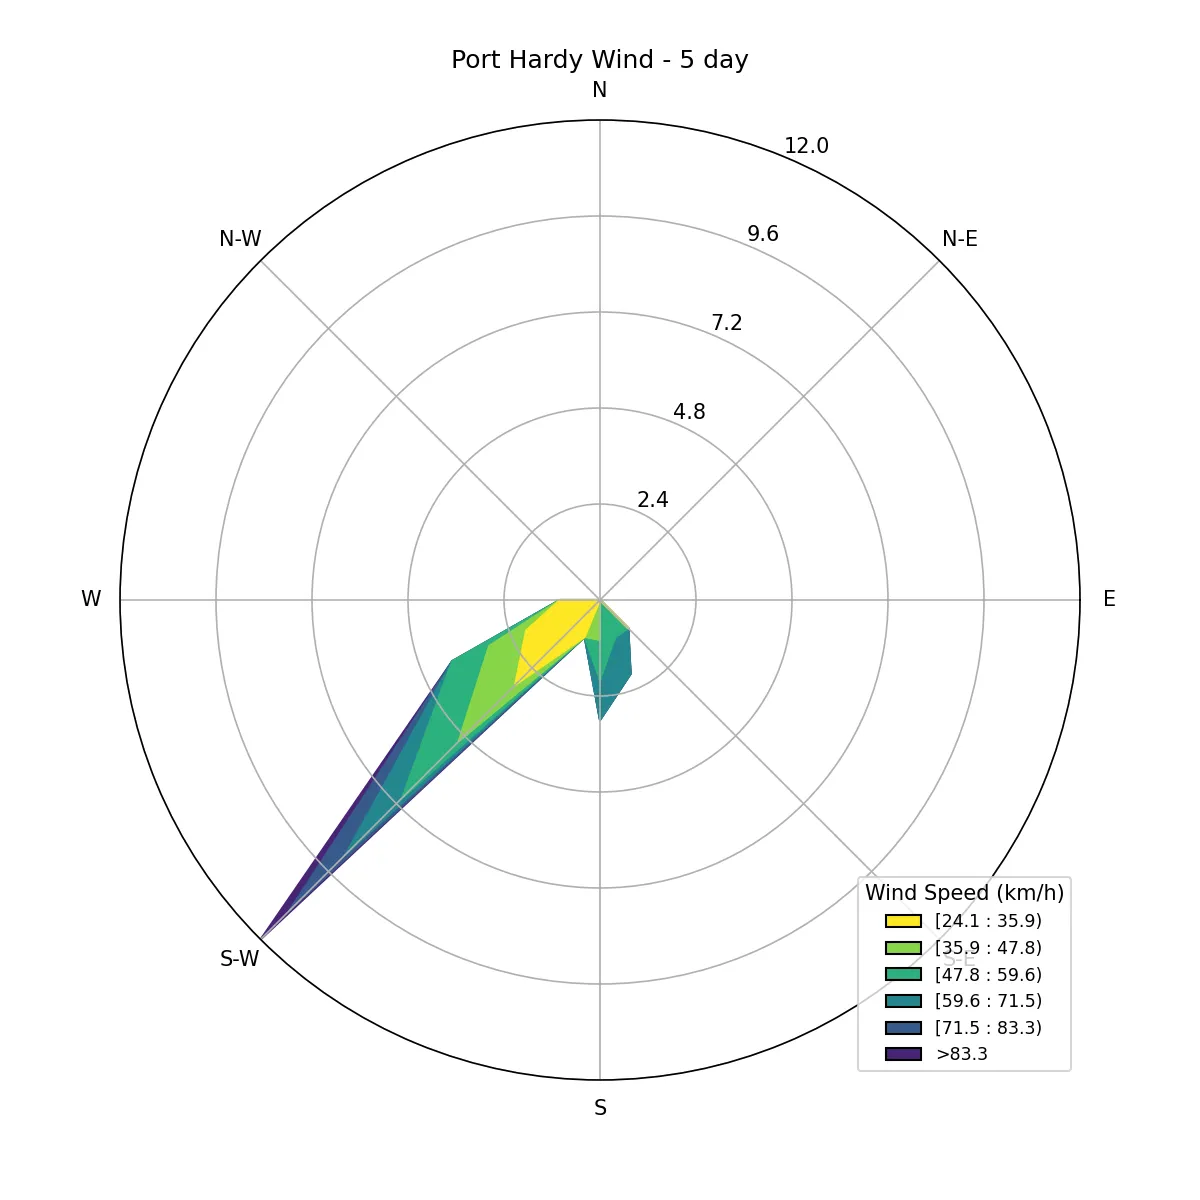 Port Hardy Wind - 5 day
N
12.0
9.6
N-W
N-E
7.2
4.8
2.4
W
E
Wind Speed (km/h)
[24.1 : 35.9)
[35.9 : 47.8)
S-W
S-E
[47.8 : 59.6)
[59.6 : 71.5)
[71.5 : 83.3)
>83.3
S